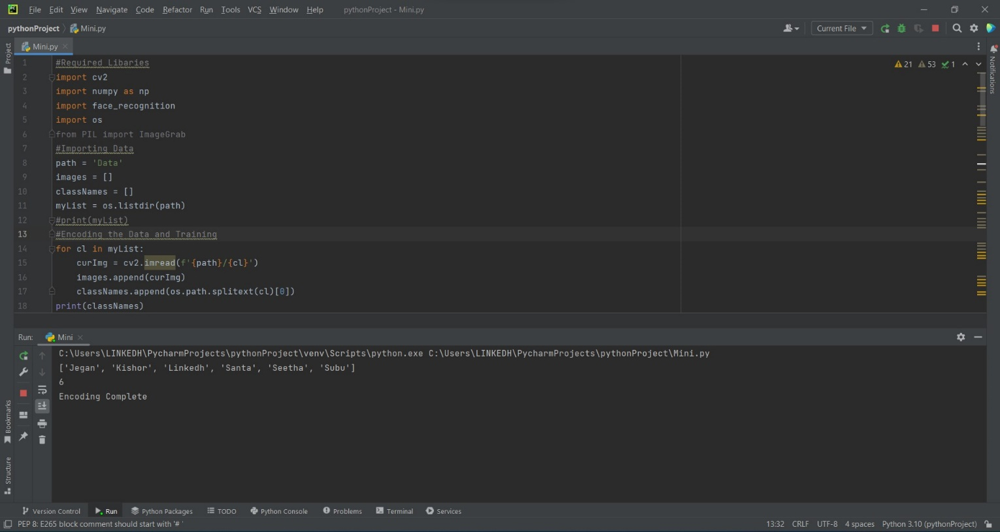 File Edit View Navigate Code Refactor Run Tools VCS Window Help pythonProject - Mini.py
pythonProject Mini.py Current File
Project
Mini.py
Notifications
21 53 1
1 #Required Libaries
2 import cv2
3 import numpy as np
4 import face_recognition
5 import os
6 from PIL import ImageGrab
7 #Importing Data
8 path = 'Data'
9 images = []
10 classNames = []
11 myList = os.listdir(path)
12 #print(myList)
13 #Encoding the Data and Training
14 for cl in myList:
15 curImg = cv2.imread(f'{path}/{cl}')
16 images.append(curImg)
17 classNames.append(os.path.splitext(cl)[0])
18 print(classNames)
Run: Mini
C:\Users\LINKEDH\PycharmProjects\pythonProject\venv\Scripts\python.exe C:\Users\LINKEDH\PycharmProjects\pythonProject\Mini.py
['Jegan', 'Kishor', 'Linkedh', 'Santa', 'Seetha', 'Subu']
6
Encoding Complete
Bookmarks
Structure
Version Control Run Python Packages TODO Python Console Problems Terminal Services
PEP 8: E265 block comment should start with '# ' 13:32 CRLF UTF-8 4 spaces Python 3.10 (pythonProject)